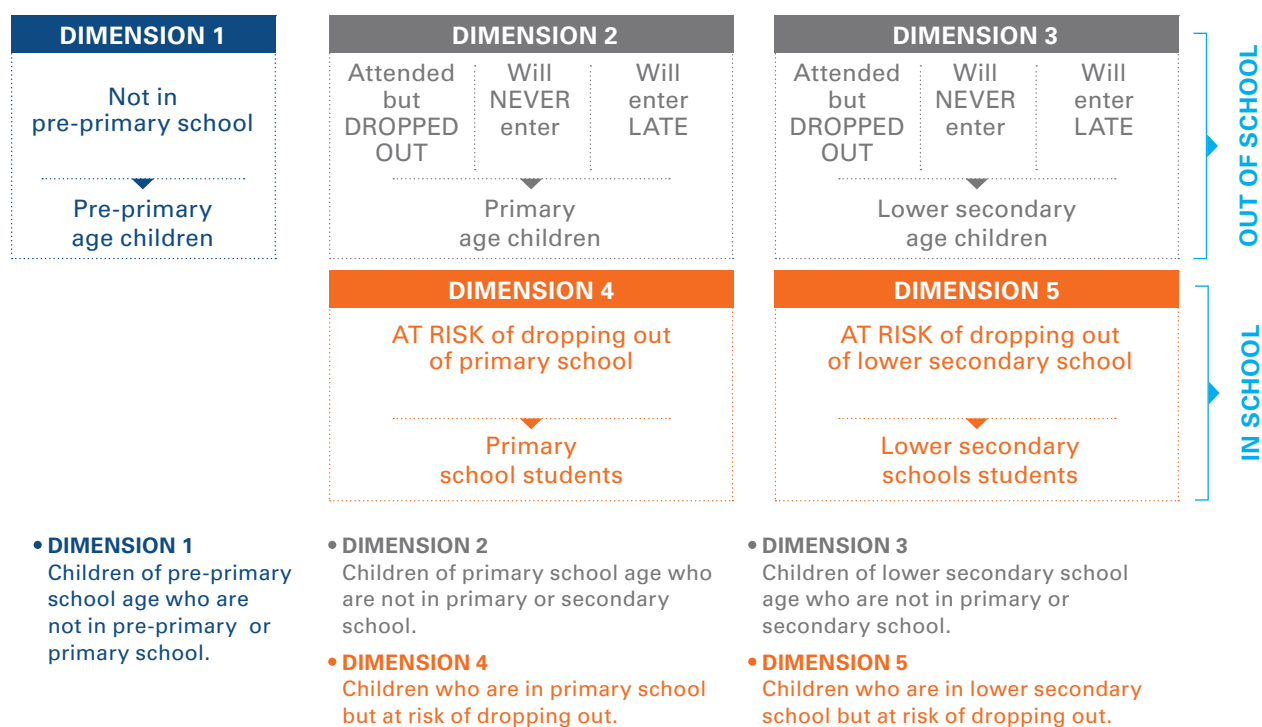 DIMENSION 1
Not in
pre-primary school
Pre-primary
age children
DIMENSION 2
Attended
but
DROPPED
OUT
Will
NEVER
enter
Will
enter
LATE
Primary
age children
DIMENSION 3
Attended
but
DROPPED
OUT
Will
NEVER
enter
Will
enter
LATE
Lower secondary
age children
OUT OF SCHOOL
DIMENSION 4
AT RISK of dropping out
of primary school
Primary
school students
DIMENSION 5
AT RISK of dropping out
of lower secondary school
Lower secondary
schools students
IN SCHOOL
• DIMENSION 1
Children of pre-primary
school age who are
not in pre-primary or
primary school.
• DIMENSION 2
Children of primary school age who
are not in primary or secondary
school.
• DIMENSION 4
Children who are in primary school
but at risk of dropping out.
• DIMENSION 3
Children of lower secondary school
age who are not in primary or
secondary school.
• DIMENSION 5
Children who are in lower secondary
school but at risk of dropping out.